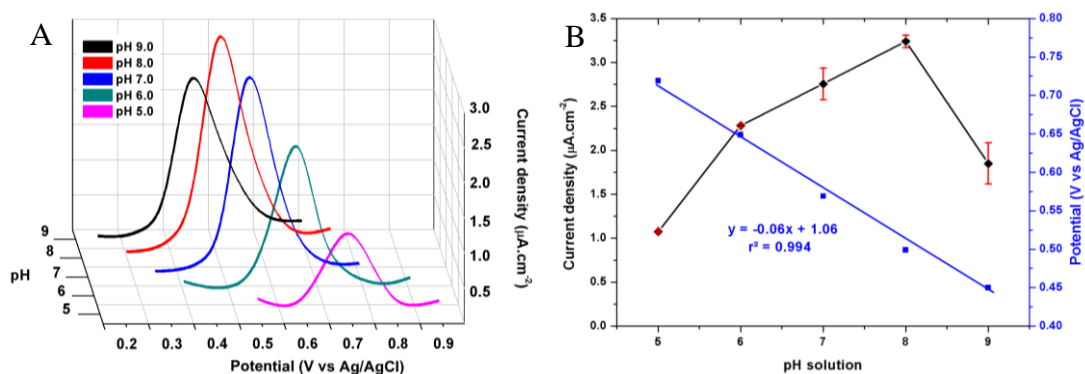 A
pH 9.0
pH 8.0
pH 7.0
pH 6.0
pH 5.0
9
8
7
6
5
pH
0.2 0.3 0.4 0.5 0.6 0.7 0.8 0.9
Potential (V vs Ag/AgCl)
3.0
2.5
2.0
1.5
1.0
0.5
Current density (µA.cm⁻²)
B
3.5
3.0
2.5
2.0
1.5
1.0
0.5
0.0
Current density (µA.cm⁻²)
y = -0.06x + 1.06
r² = 0.994
5 6 7 8 9
pH solution
0.80
0.75
0.70
0.65
0.60
0.55
0.50
0.45
0.40
Potential (V vs Ag/AgCl)